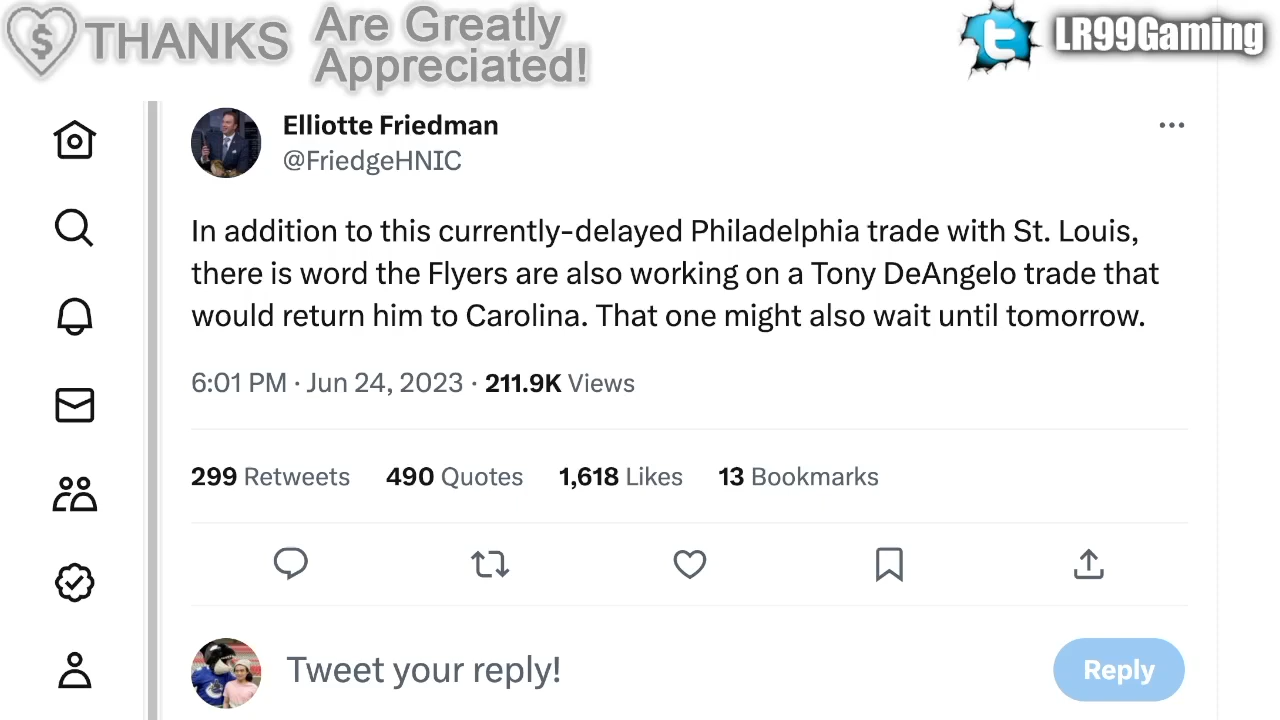 THANKS Are Greatly
Appreciated!
LR99Gaming
Elliotte Friedman
@FriedgeHNIC
In addition to this currently-delayed Philadelphia trade with St. Louis,
there is word the Flyers are also working on a Tony DeAngelo trade that
would return him to Carolina. That one might also wait until tomorrow.
6:01 PM · Jun 24, 2023 · 211.9K Views
299 Retweets 490 Quotes 1,618 Likes 13 Bookmarks
Tweet your reply!
Reply